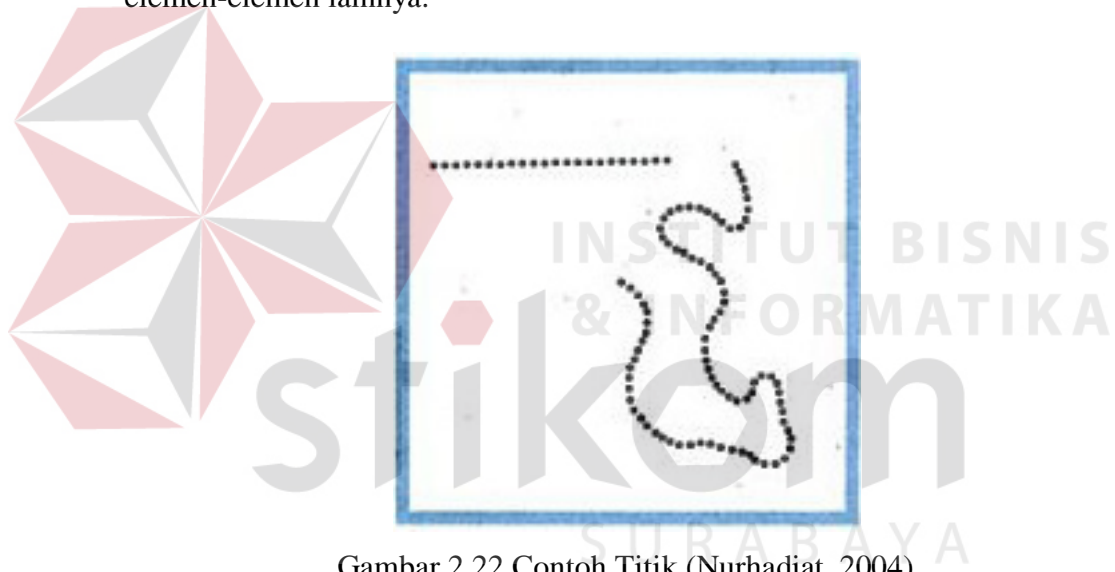 elemen-elemen lainnya.
INSTITUT BISNIS
& INFORMATIKA
stikom
SURABAYA
Gambar 2.22 Contoh Titik (Nurhadiat, 2004)